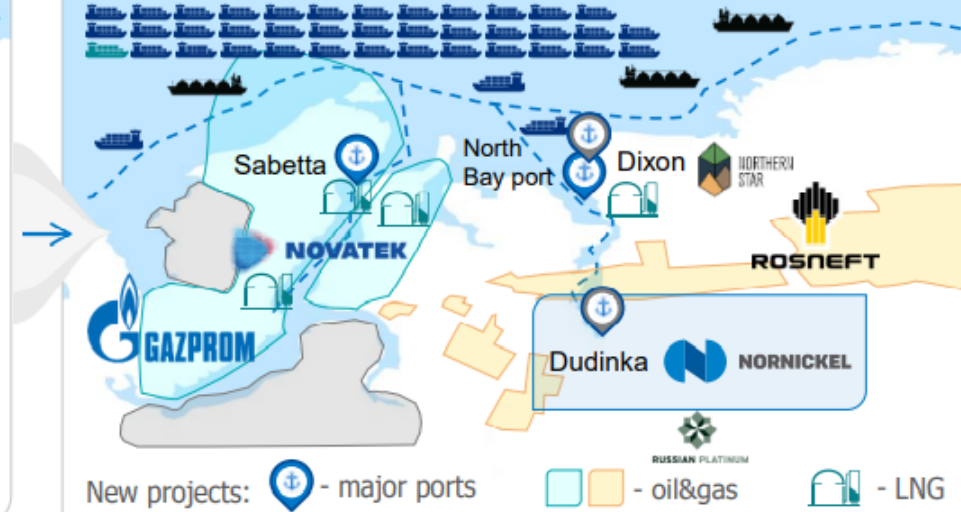 Sabetta
North
Bay port
Dixon
NORTHERN
STAR
NOVATEK
ROSNEFT
GAZPROM
Dudinka
NORNICKEL
RUSSIAN PLATINUM
New projects:
- major ports
- oil&gas
- LNG